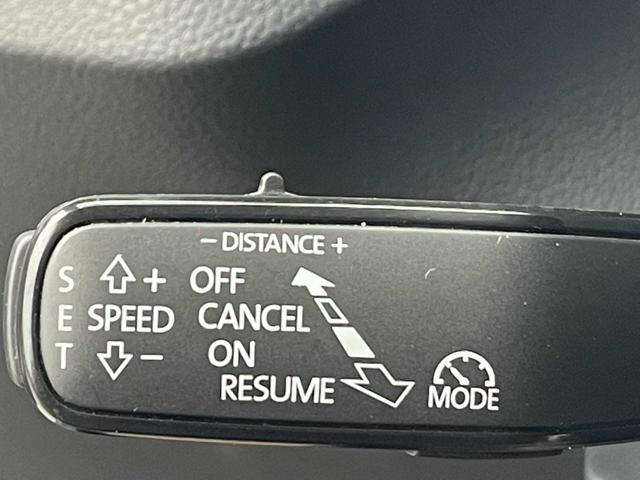 − DISTANCE +
S + OFF
E SPEED CANCEL
T − ON
RESUME MODE